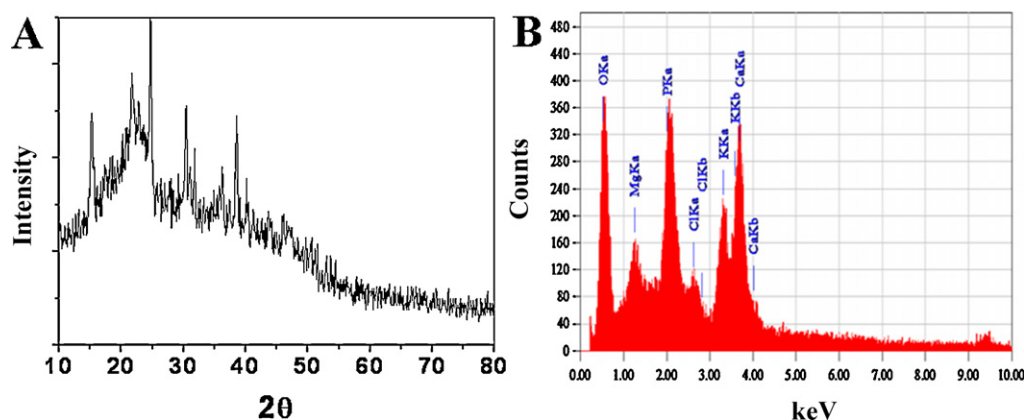 A
Intensity
10 20 30 40 50 60 70 80
2θ
B
Counts
480
440
400
360
320
280
240
200
160
120
80
40
0
OKa
MgKa
PKa
ClKa
ClKb
KKa
KKb
CaKa
CaKb
0.00 1.00 2.00 3.00 4.00 5.00 6.00 7.00 8.00 9.00 10.00
keV